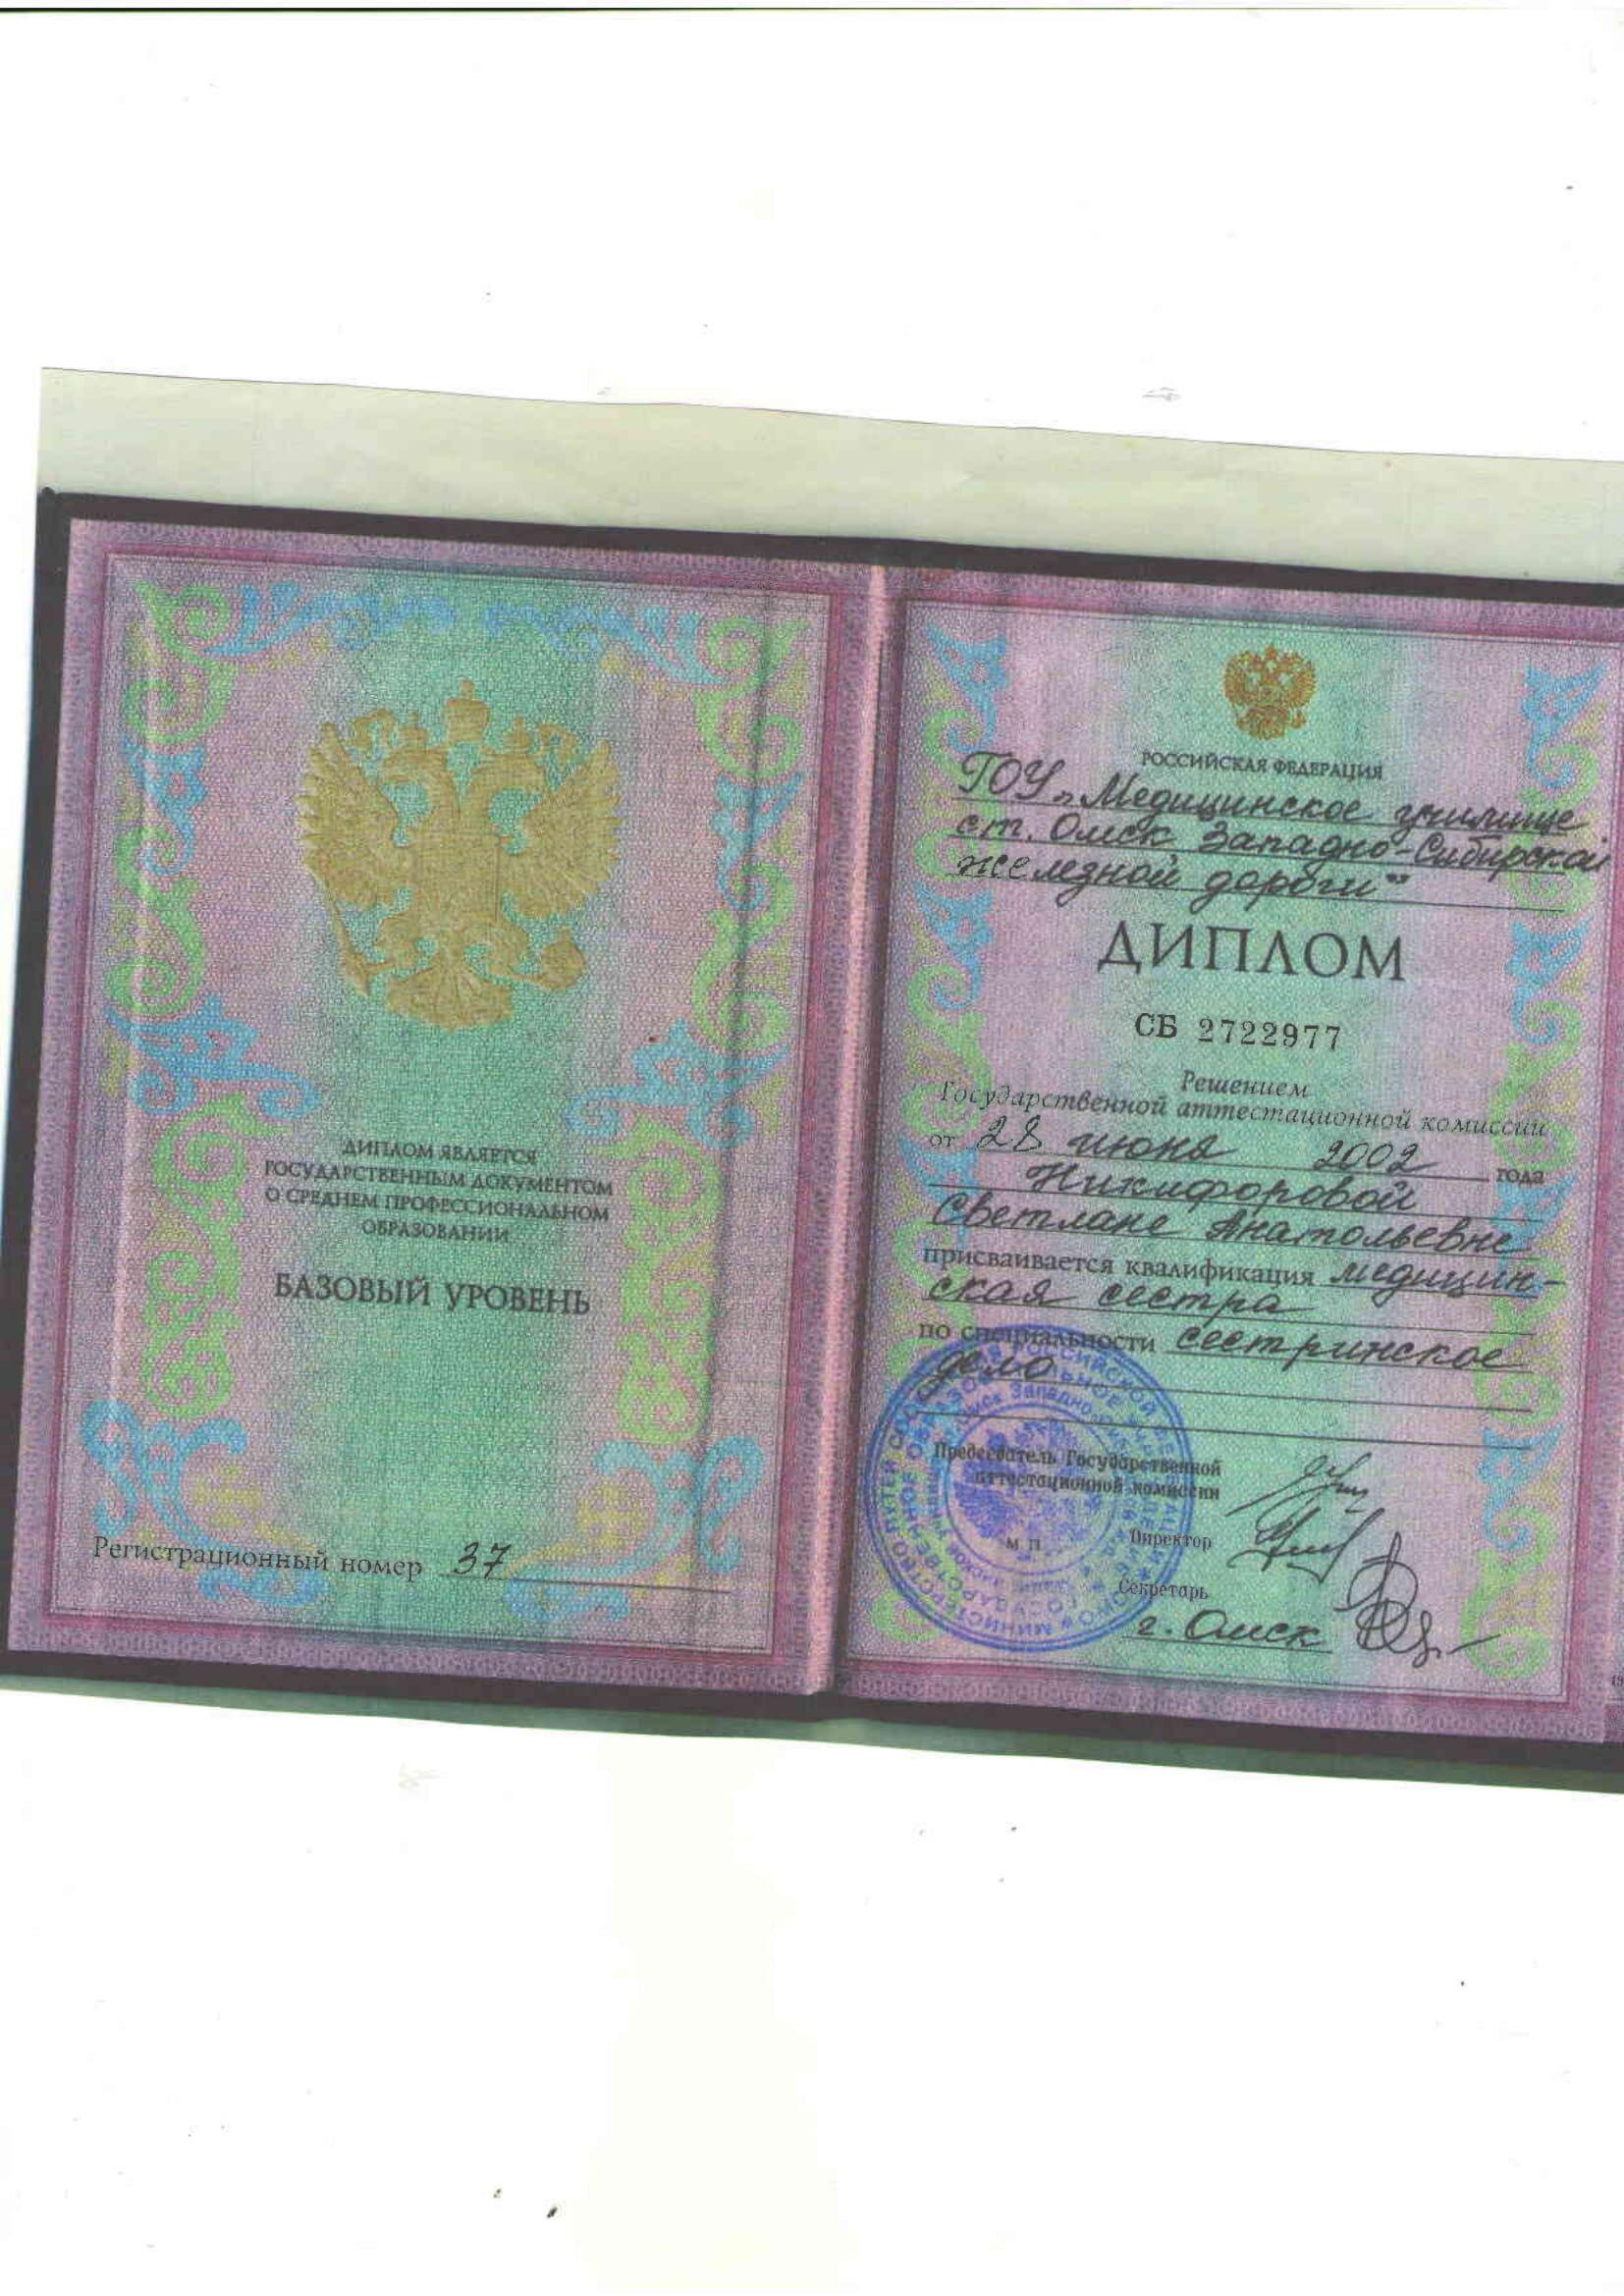 ДИПЛОМ ЯВЛЯЕТСЯ
ГОСУДАРСТВЕННЫМ ДОКУМЕНТОМ
О СРЕДНЕМ ПРОФЕССИОНАЛЬНОМ
ОБРАЗОВАНИИ
БАЗОВЫЙ УРОВЕНЬ
Регистрационный номер 37
РОССИЙСКАЯ ФЕДЕРАЦИЯ
ГОУ „Медицинское училище
ст. Омск Западно-Сибирской
железной дороги"
ДИПЛОМ
СБ 2722977
Решением
Государственной аттестационной комиссии
от 28 июня 2002 года
Никифоровой
Светлане Анатольевне
присваивается квалификация медицин-
ская сестра
по специальности сестринское
дело
Председатель Государственной
аттестационной комиссии
М П
Директор
Секретарь
г. Омск